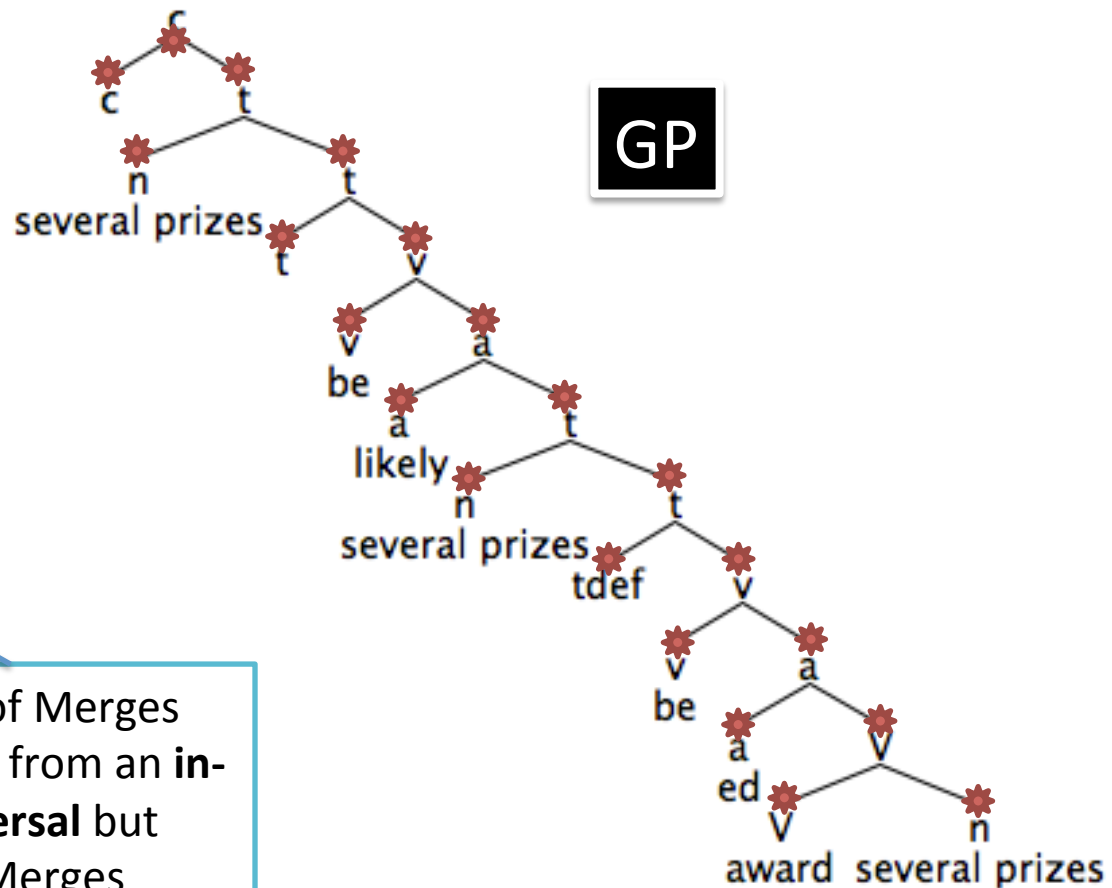 c
c t
GP
n t
several prizes
t v
v a
be
a t
likely
n t
several prizes
tdef v
v a
be
a V
ed
V n
award several prizes
of Merges
from an in-
ersal but
Merges